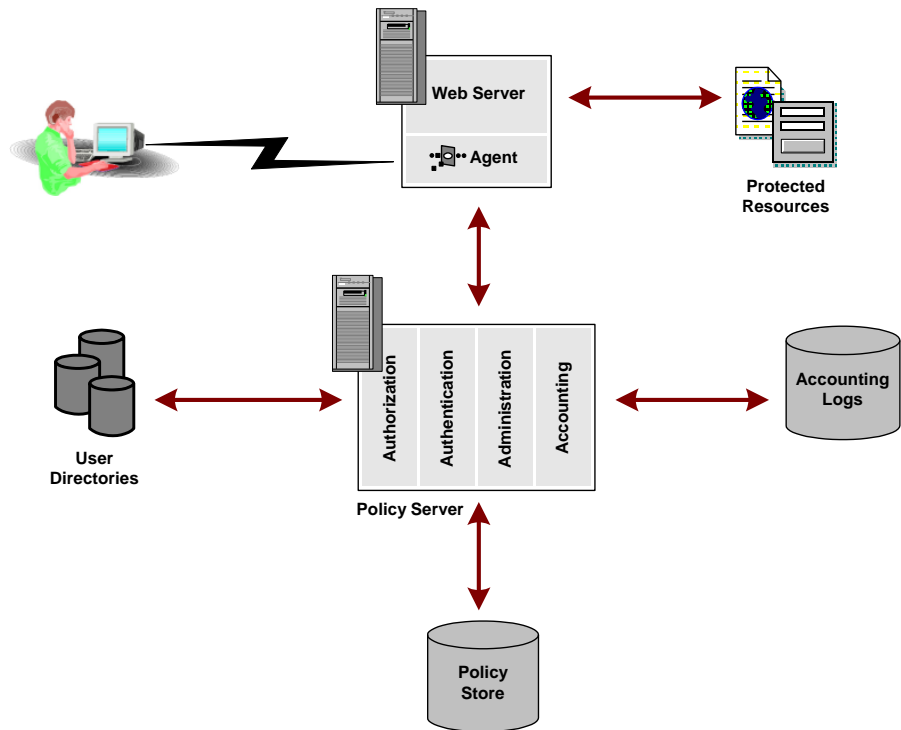 Web Server
Agent
Protected
Resources
Authorization
Authentication
Administration
Accounting
Accounting
Logs
User
Directories
Policy Server
Policy
Store